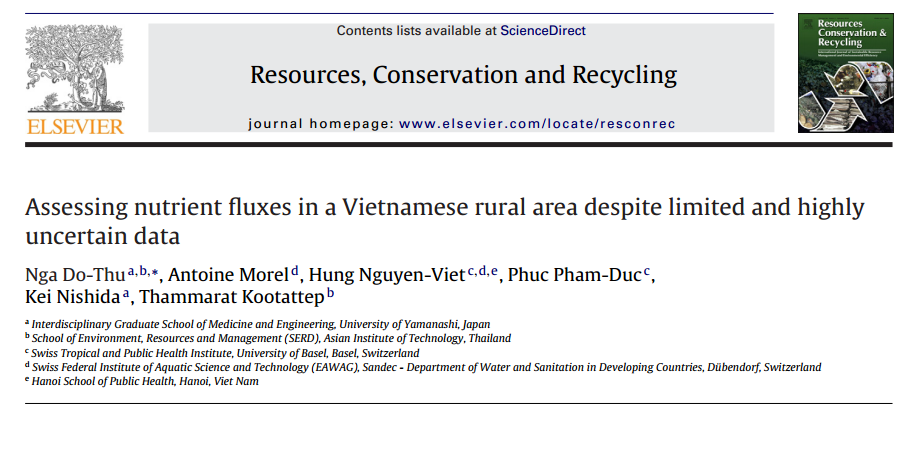 Contents lists available at ScienceDirect
Resources, Conservation and Recycling
journal homepage: www.elsevier.com/locate/resconrec
ELSEVIER
Resources
Conservation &
Recycling
Assessing nutrient fluxes in a Vietnamese rural area despite limited and highly
uncertain data
Nga Do-Thu a,b,*, Antoine Morel d, Hung Nguyen-Viet c,d,e, Phuc Pham-Duc c,
Kei Nishida a, Thammarat Kootattep b
a Interdisciplinary Graduate School of Medicine and Engineering, University of Yamanashi, Japan
b School of Environment, Resources and Management (SERD), Asian Institute of Technology, Thailand
c Swiss Tropical and Public Health Institute, University of Basel, Basel, Switzerland
d Swiss Federal Institute of Aquatic Science and Technology (EAWAG), Sandec - Department of Water and Sanitation in Developing Countries, Dübendorf, Switzerland
e Hanoi School of Public Health, Hanoi, Viet Nam